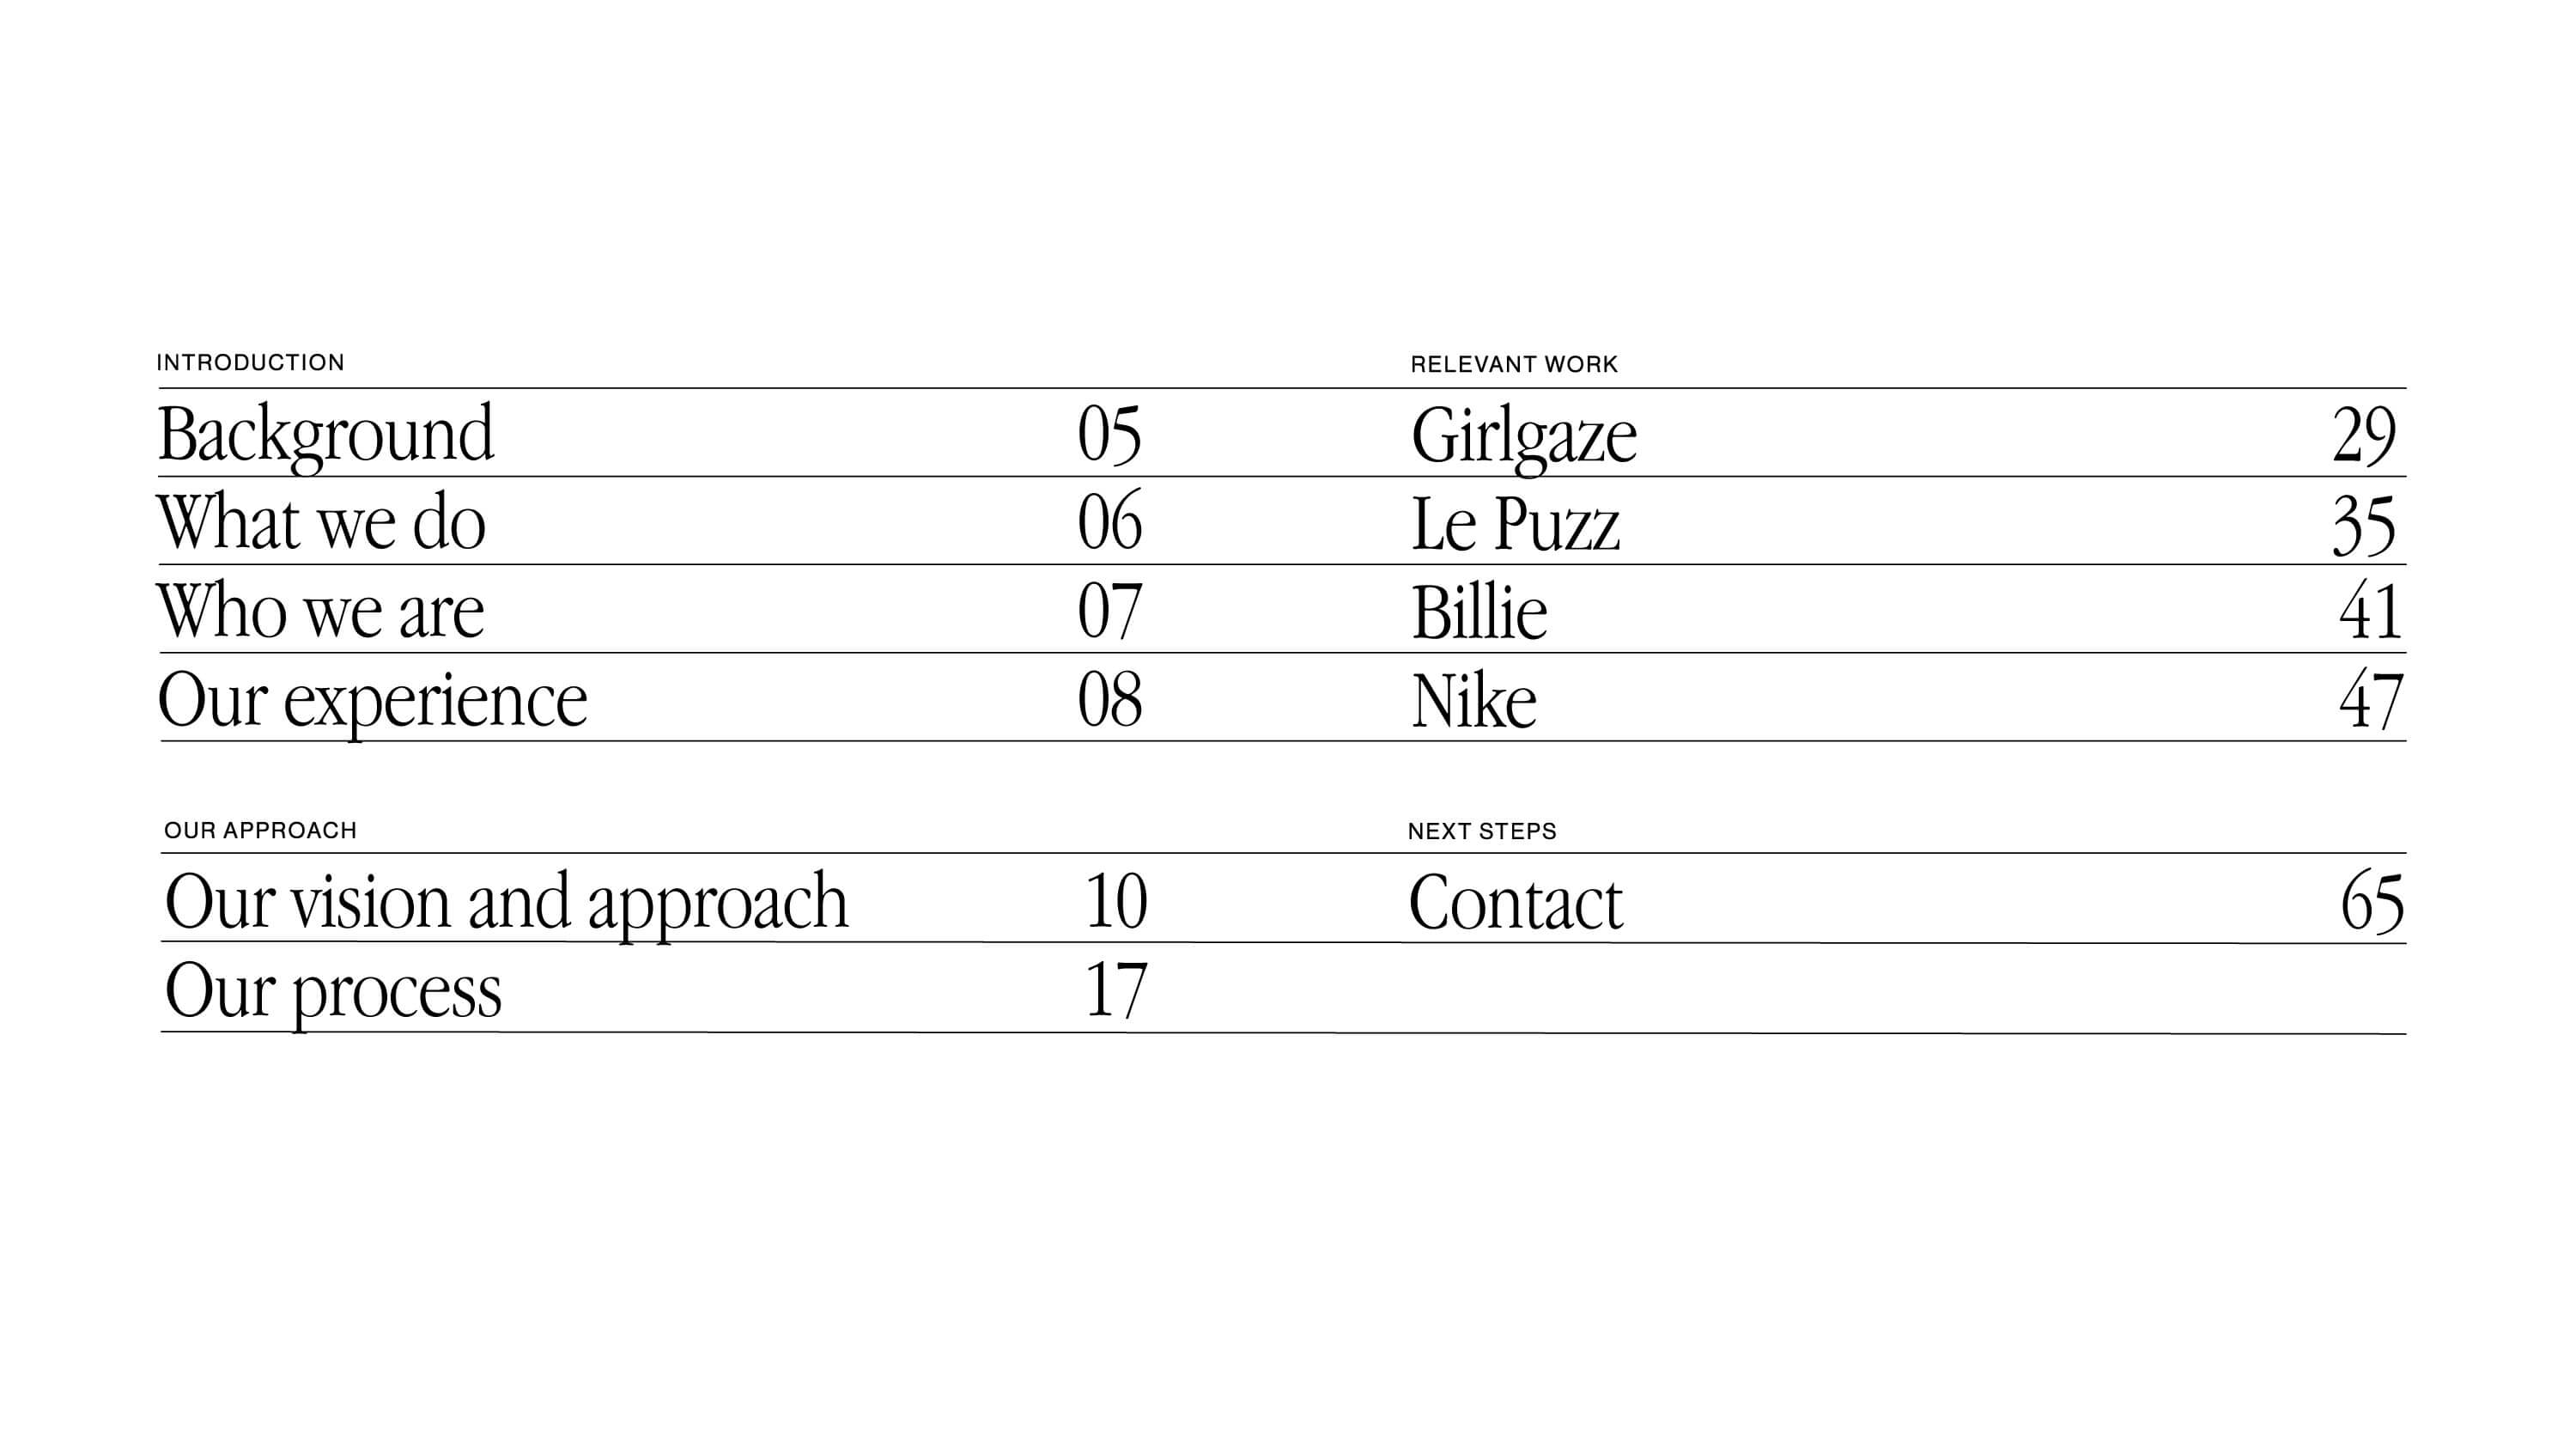 INTRODUCTION
Background 05
What we do 06
Who we are 07
Our experience 08
OUR APPROACH
Our vision and approach 10
Our process 17
RELEVANT WORK
Girlgaze 29
Le Puzz 35
Billie 41
Nike 47
NEXT STEPS
Contact 65